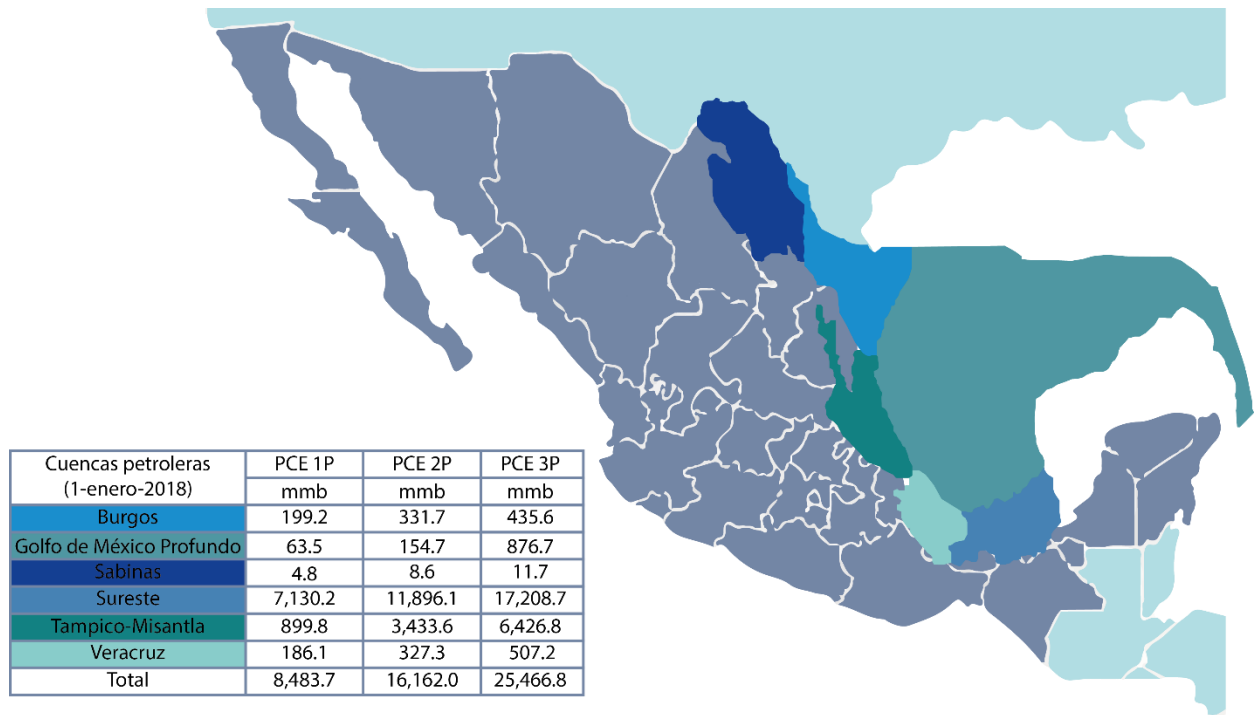 Cuencas petroleras PCE 1P PCE 2P PCE 3P
(1-enero-2018) mmb mmb mmb
Burgos 199.2 331.7 435.6
Golfo de México Profundo 63.5 154.7 876.7
Sabinas 4.8 8.6 11.7
Sureste 7,130.2 11,896.1 17,208.7
Tampico-Misantla 899.8 3,433.6 6,426.8
Veracruz 186.1 327.3 507.2
Total 8,483.7 16,162.0 25,466.8